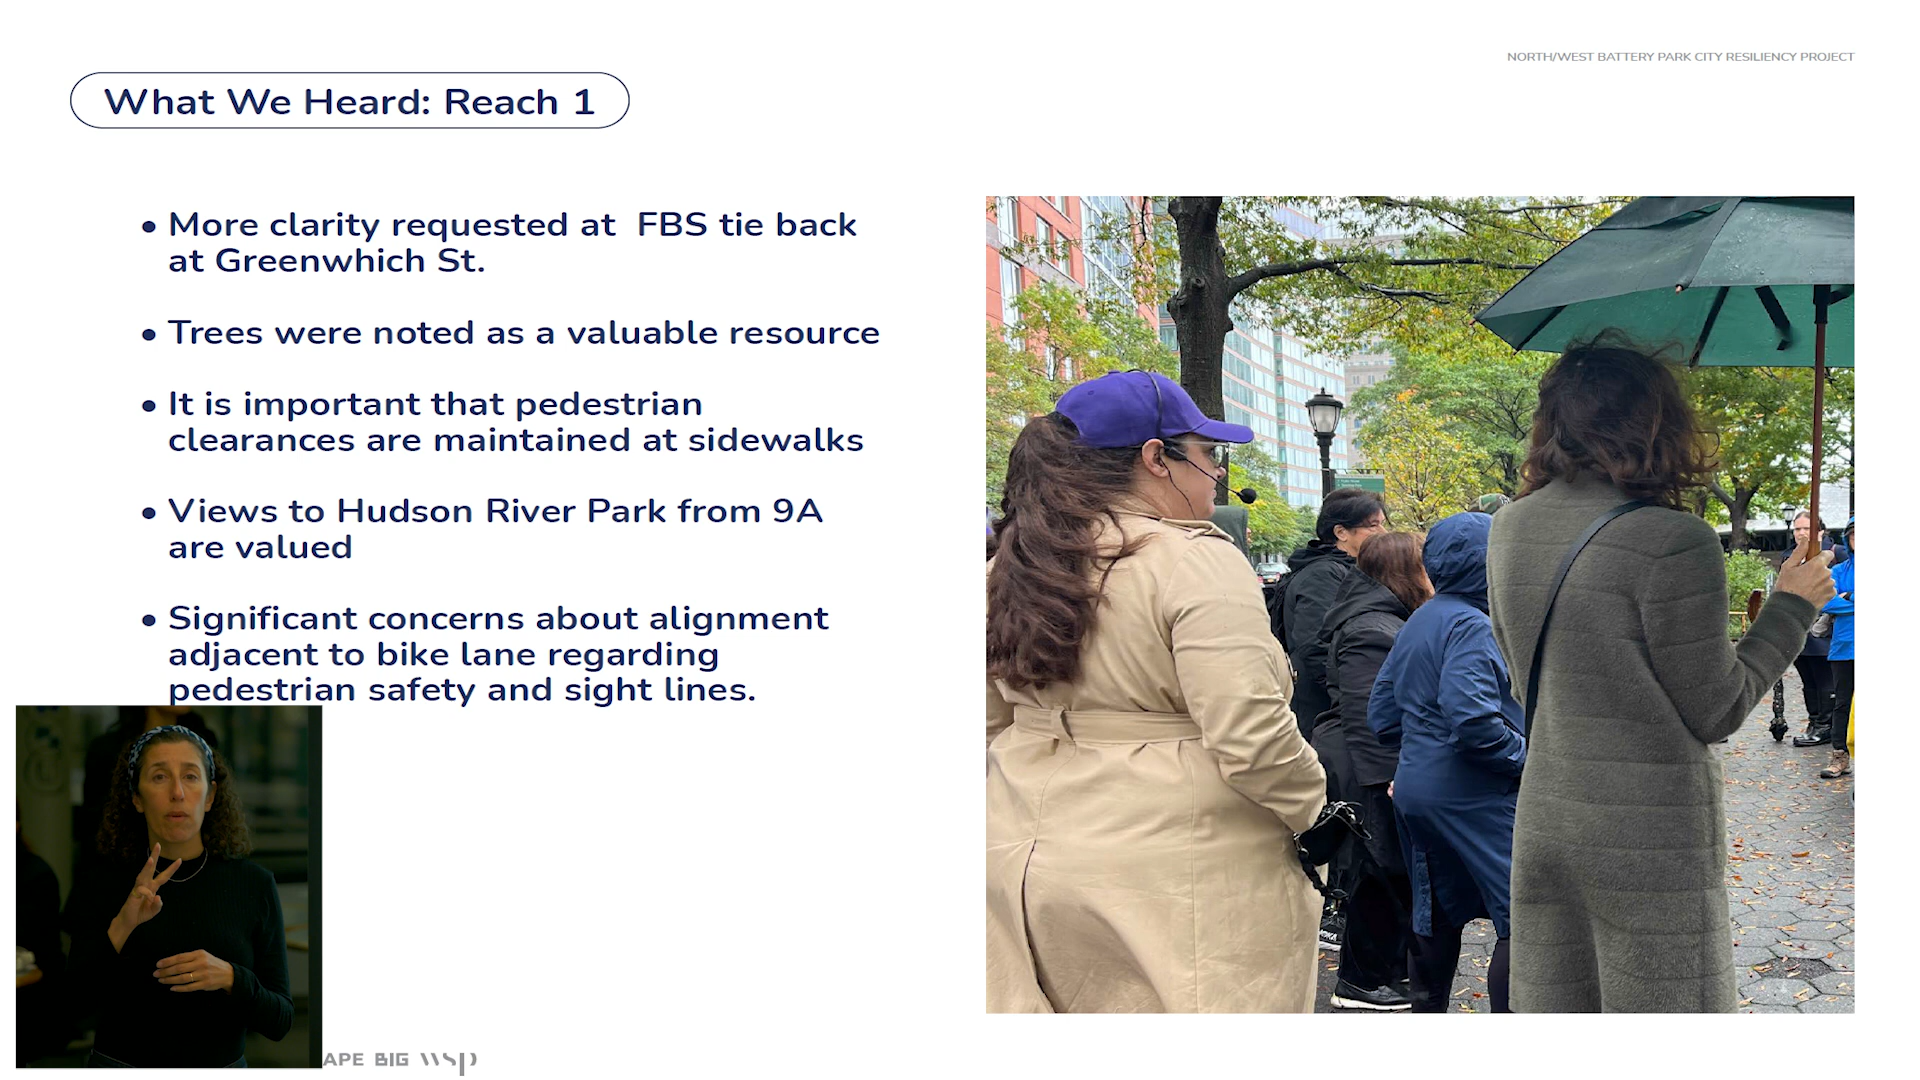 NORTH/WEST BATTERY PARK CITY RESILIENCY PROJECT
What We Heard: Reach 1
• More clarity requested at  FBS tie back
at Greenwhich St.
• Trees were noted as a valuable resource
• It is important that pedestrian
clearances are maintained at sidewalks
• Views to Hudson River Park from 9A
are valued
• Significant concerns about alignment
adjacent to bike lane regarding
pedestrian safety and sight lines.
APE BIG WSP